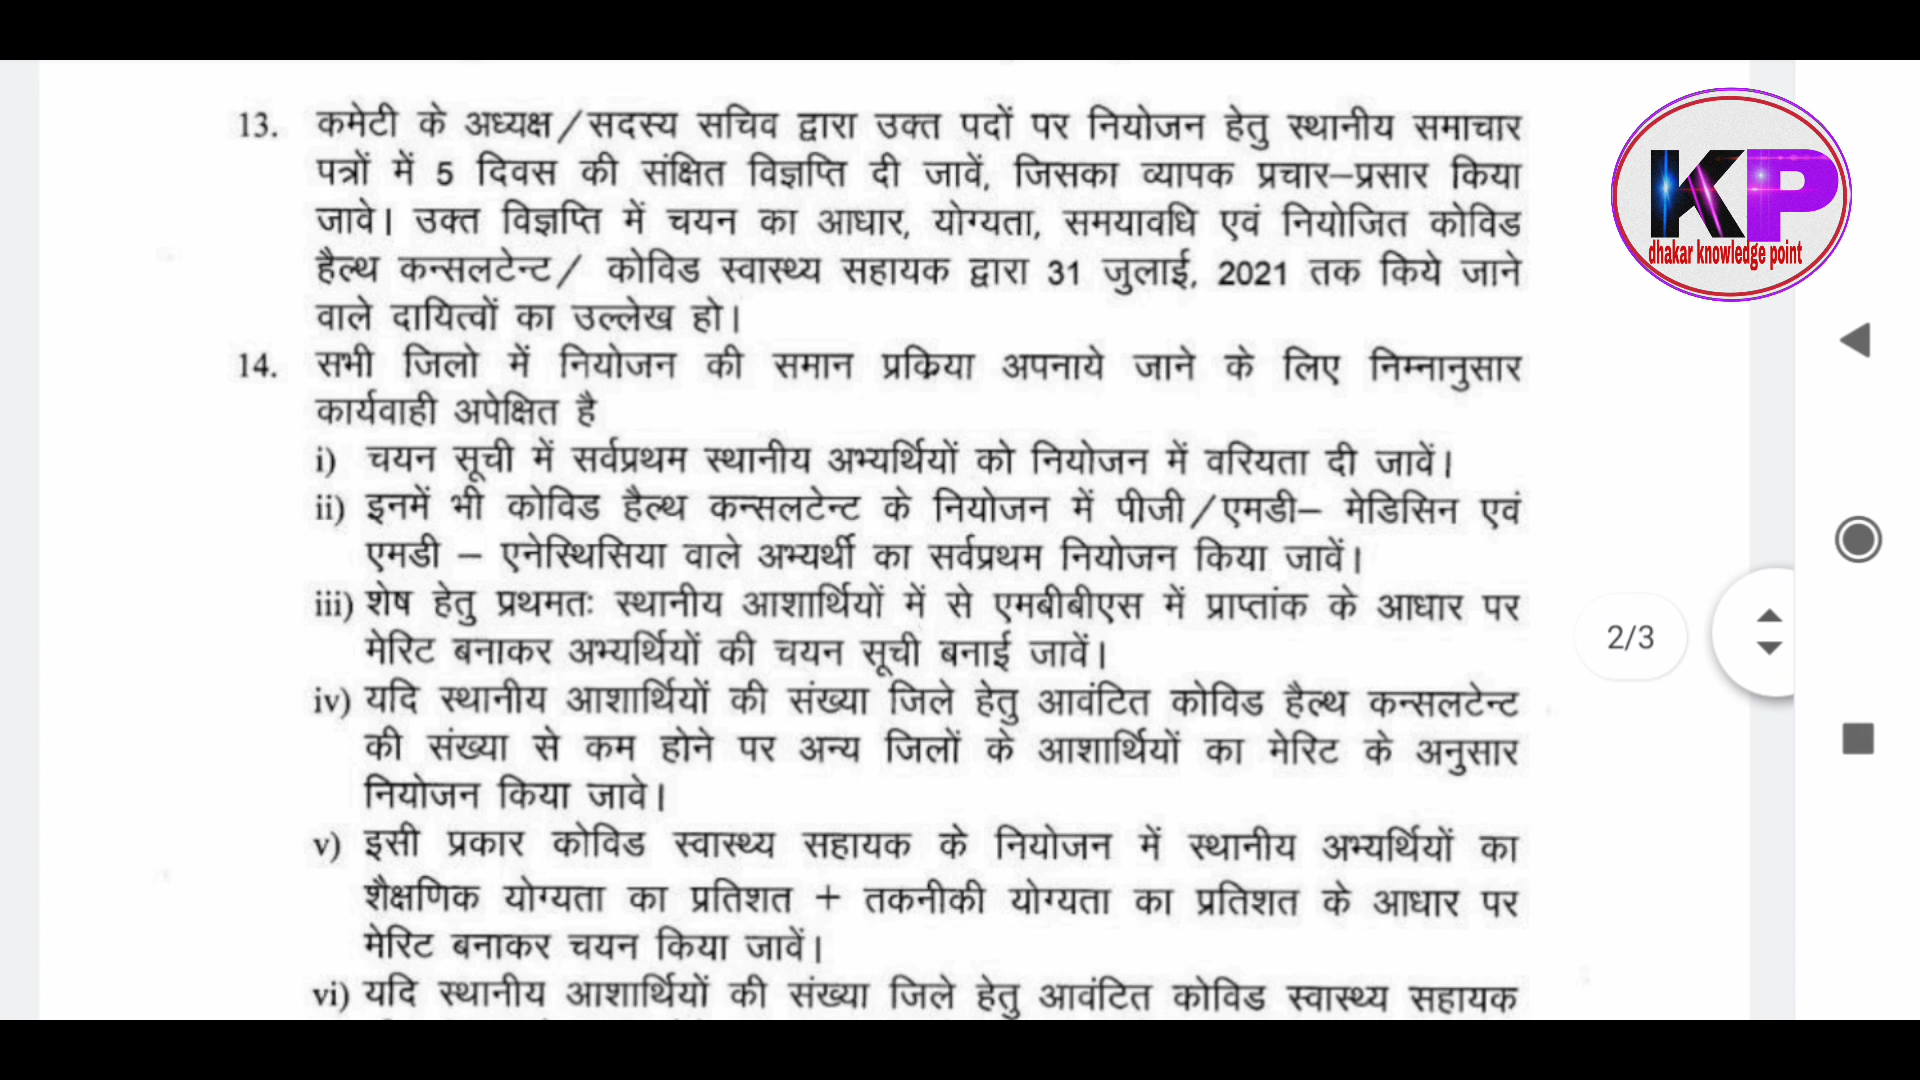 13. कमेटी के अध्यक्ष/सदस्य सचिव द्वारा उक्त पदों पर नियोजन हेतु स्थानीय समाचार
पत्रों में 5 दिवस की संक्षित विज्ञप्ति दी जावें, जिसका व्यापक प्रचार–प्रसार किया
जावे। उक्त विज्ञप्ति में चयन का आधार, योग्यता, समयावधि एवं नियोजित कोविड
हैल्थ कन्सलटेन्ट/ कोविड स्वास्थ्य सहायक द्वारा 31 जुलाई, 2021 तक किये जाने
वाले दायित्वों का उल्लेख हो।
14. सभी जिलो में नियोजन की समान प्रकिया अपनाये जाने के लिए निम्नानुसार
कार्यवाही अपेक्षित है
i) चयन सूची में सर्वप्रथम स्थानीय अभ्यर्थियों को नियोजन में वरियता दी जावें।
ii) इनमें भी कोविड हैल्थ कन्सलटेन्ट के नियोजन में पीजी/एमडी– मेडिसिन एवं
एमडी – एनेस्थिसिया वाले अभ्यर्थी का सर्वप्रथम नियोजन किया जावें।
iii) शेष हेतु प्रथमतः स्थानीय आशार्थियों में से एमबीबीएस में प्राप्तांक के आधार पर
मेरिट बनाकर अभ्यर्थियों की चयन सूची बनाई जावें।
iv) यदि स्थानीय आशार्थियों की संख्या जिले हेतु आवंटित कोविड हैल्थ कन्सलटेन्ट
की संख्या से कम होने पर अन्य जिलों के आशार्थियों का मेरिट के अनुसार
नियोजन किया जावे।
v) इसी प्रकार कोविड स्वास्थ्य सहायक के नियोजन में स्थानीय अभ्यर्थियों का
शैक्षणिक योग्यता का प्रतिशत + तकनीकी योग्यता का प्रतिशत के आधार पर
मेरिट बनाकर चयन किया जावें।
vi) यदि स्थानीय आशार्थियों की संख्या जिले हेतु आवंटित कोविड स्वास्थ्य सहायक
KP
dhakar knowledge point
2/3